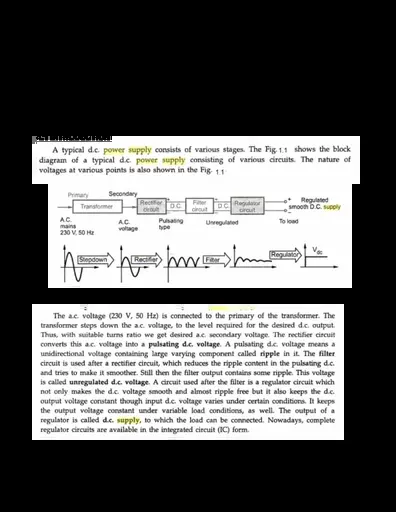 A typical d.c. power supply consists of various stages. The Fig. 1.1 shows the block
diagram of a typical d.c. power supply consisting of various circuits. The nature of
voltages at various points is also shown in the Fig. 1.1
Primary Secondary
Transformer Rectifier circuit D.C. Filter circuit D.C. Regulator circuit + Regulated smooth D.C. supply −
A.C. mains 230 V, 50 Hz A.C. voltage Pulsating type Unregulated To load
Stepdown Rectifier Filter Regulator Vdc
The a.c. voltage (230 V, 50 Hz) is connected to the primary of the transformer. The
transformer steps down the a.c. voltage, to the level required for the desired d.c. output.
Thus, with suitable turns ratio we get desired a.c. secondary voltage. The rectifier circuit
converts this a.c. voltage into a pulsating d.c. voltage. A pulsating d.c. voltage means a
unidirectional voltage containing large varying component called ripple in it. The filter
circuit is used after a rectifier circuit, which reduces the ripple content in the pulsating d.c.
and tries to make it smoother. Still then the filter output contains some ripple. This voltage
is called unregulated d.c. voltage. A circuit used after the filter is a regulator circuit which
not only makes the d.c. voltage smooth and almost ripple free but it also keeps the d.c.
output voltage constant though input d.c. voltage varies under certain conditions. It keeps
the output voltage constant under variable load conditions, as well. The output of a
regulator is called d.c. supply, to which the load can be connected. Nowadays, complete
regulator circuits are available in the integrated circuit (IC) form.